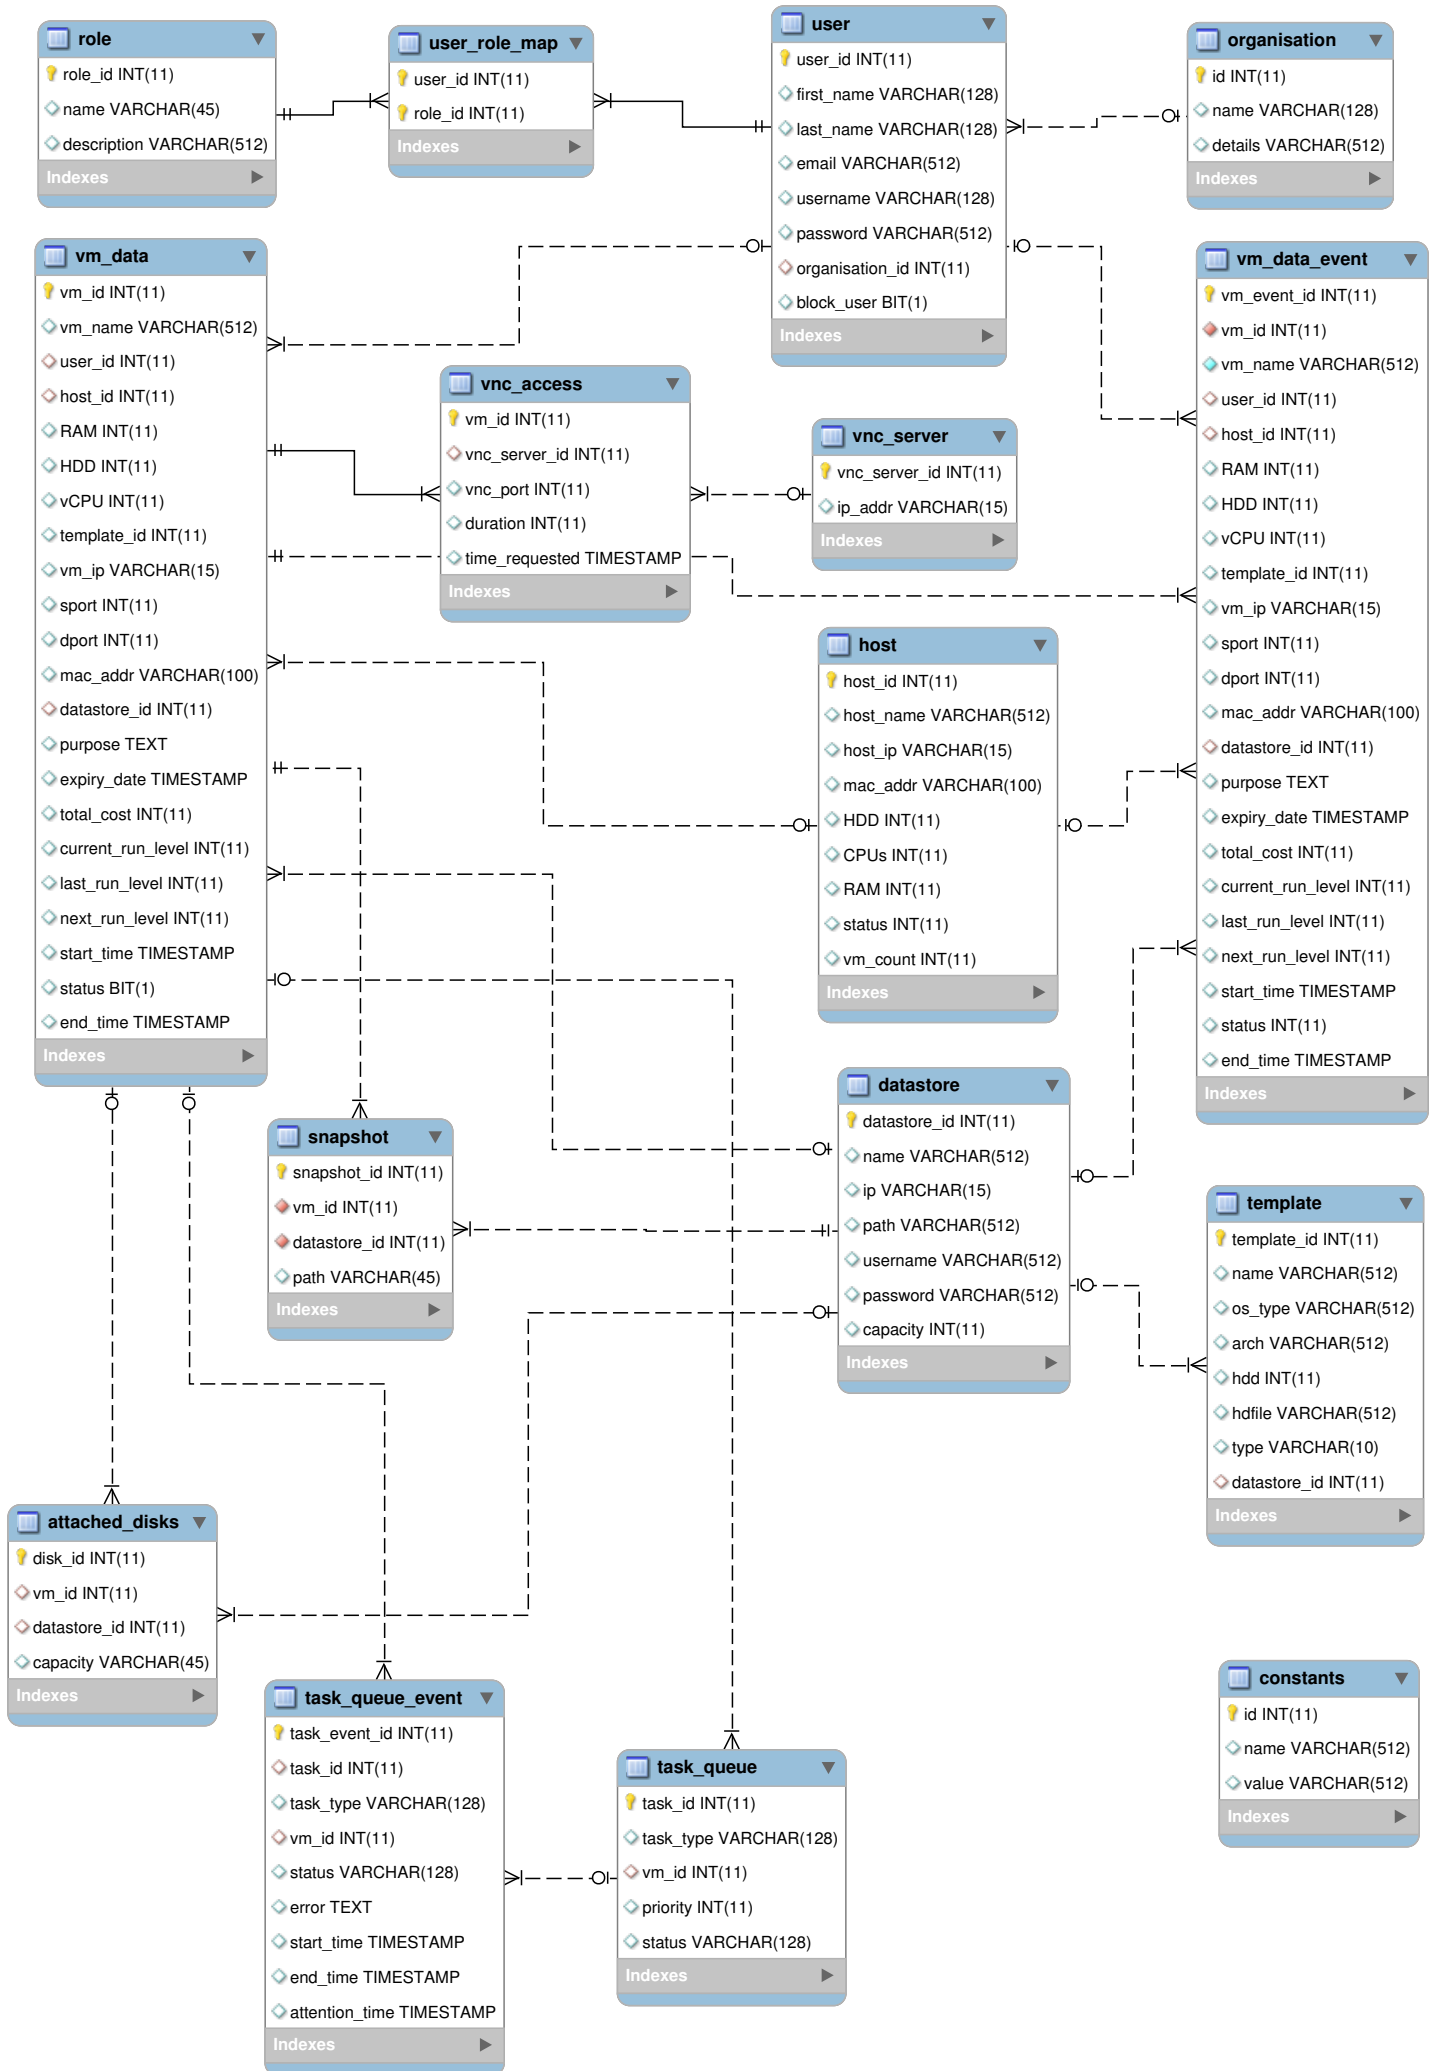 role
role_id INT(11)
name VARCHAR(45)
description VARCHAR(512)
Indexes
user_role_map
user_id INT(11)
role_id INT(11)
Indexes
user
user_id INT(11)
first_name VARCHAR(128)
last_name VARCHAR(128)
email VARCHAR(512)
username VARCHAR(128)
password VARCHAR(512)
organisation_id INT(11)
block_user BIT(1)
Indexes
organisation
id INT(11)
name VARCHAR(128)
details VARCHAR(512)
Indexes
vm_data
vm_id INT(11)
vm_name VARCHAR(512)
user_id INT(11)
host_id INT(11)
RAM INT(11)
HDD INT(11)
vCPU INT(11)
template_id INT(11)
vm_ip VARCHAR(15)
sport INT(11)
dport INT(11)
mac_addr VARCHAR(100)
datastore_id INT(11)
purpose TEXT
expiry_date TIMESTAMP
total_cost INT(11)
current_run_level INT(11)
last_run_level INT(11)
next_run_level INT(11)
start_time TIMESTAMP
status BIT(1)
end_time TIMESTAMP
Indexes
vnc_access
vm_id INT(11)
vnc_server_id INT(11)
vnc_port INT(11)
duration INT(11)
time_requested TIMESTAMP
Indexes
vnc_server
vnc_server_id INT(11)
ip_addr VARCHAR(15)
Indexes
vm_data_event
vm_event_id INT(11)
vm_id INT(11)
vm_name VARCHAR(512)
user_id INT(11)
host_id INT(11)
RAM INT(11)
HDD INT(11)
vCPU INT(11)
template_id INT(11)
vm_ip VARCHAR(15)
sport INT(11)
dport INT(11)
mac_addr VARCHAR(100)
datastore_id INT(11)
purpose TEXT
expiry_date TIMESTAMP
total_cost INT(11)
current_run_level INT(11)
last_run_level INT(11)
next_run_level INT(11)
start_time TIMESTAMP
status INT(11)
end_time TIMESTAMP
Indexes
host
host_id INT(11)
host_name VARCHAR(512)
host_ip VARCHAR(15)
mac_addr VARCHAR(100)
HDD INT(11)
CPUs INT(11)
RAM INT(11)
status INT(11)
vm_count INT(11)
Indexes
snapshot
snapshot_id INT(11)
vm_id INT(11)
datastore_id INT(11)
path VARCHAR(45)
Indexes
datastore
datastore_id INT(11)
name VARCHAR(512)
ip VARCHAR(15)
path VARCHAR(512)
username VARCHAR(512)
password VARCHAR(512)
capacity INT(11)
Indexes
template
template_id INT(11)
name VARCHAR(512)
os_type VARCHAR(512)
arch VARCHAR(512)
hdd INT(11)
hdfile VARCHAR(512)
type VARCHAR(10)
datastore_id INT(11)
Indexes
attached_disks
disk_id INT(11)
vm_id INT(11)
datastore_id INT(11)
capacity VARCHAR(45)
Indexes
task_queue_event
task_event_id INT(11)
task_id INT(11)
task_type VARCHAR(128)
vm_id INT(11)
status VARCHAR(128)
error TEXT
start_time TIMESTAMP
end_time TIMESTAMP
attention_time TIMESTAMP
Indexes
task_queue
task_id INT(11)
task_type VARCHAR(128)
vm_id INT(11)
priority INT(11)
status VARCHAR(128)
Indexes
constants
id INT(11)
name VARCHAR(512)
value VARCHAR(512)
Indexes